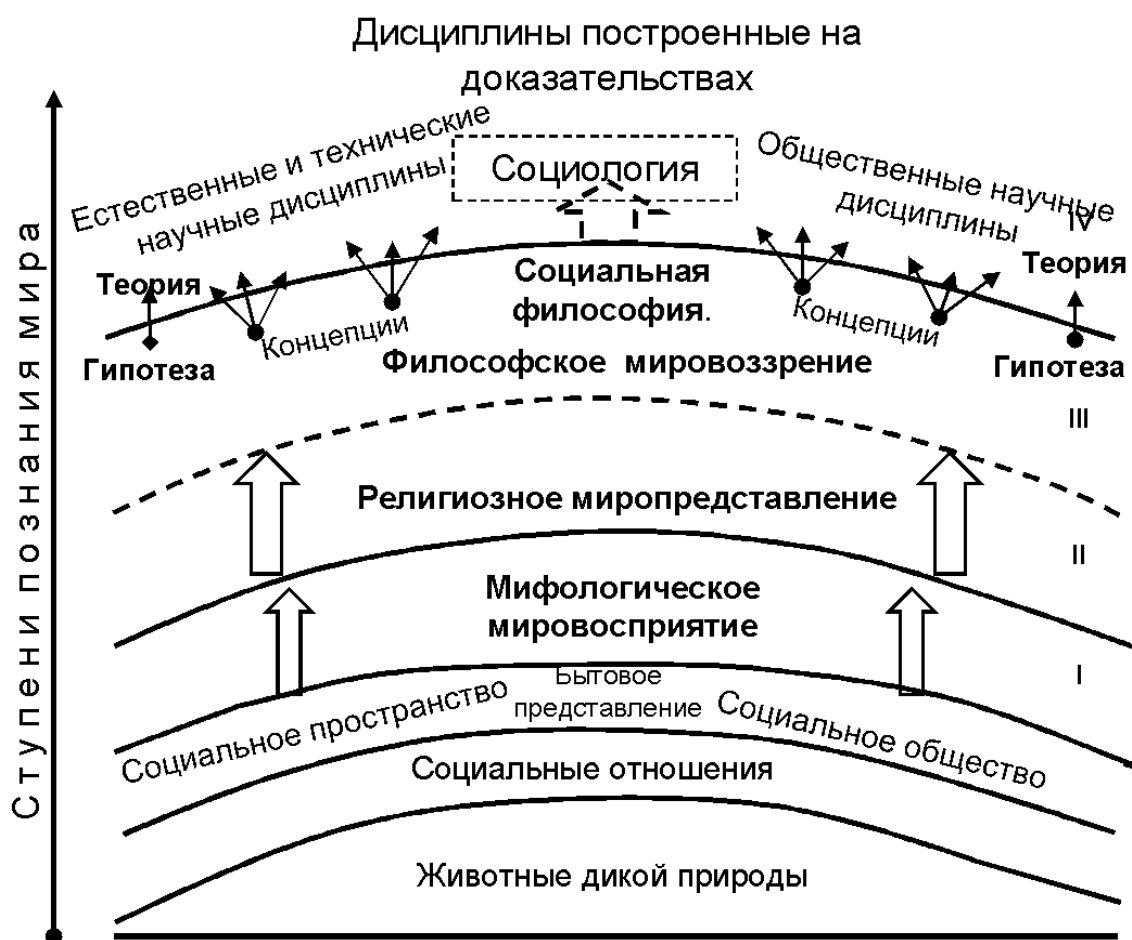 Дисциплины построенные на
доказательствах
Естественные и технические
научные дисциплины
Социология
Общественные научные
дисциплины
IV
Теория
Теория
Социальная
философия.
Концепции
Концепции
Гипотеза
Гипотеза
Философское мировоззрение
III
Религиозное миропредставление
II
Мифологическое
мировосприятие
I
Бытовое
представление
Социальное пространство
Социальное общество
Социальные отношения
Животные дикой природы
Ступени познания мира